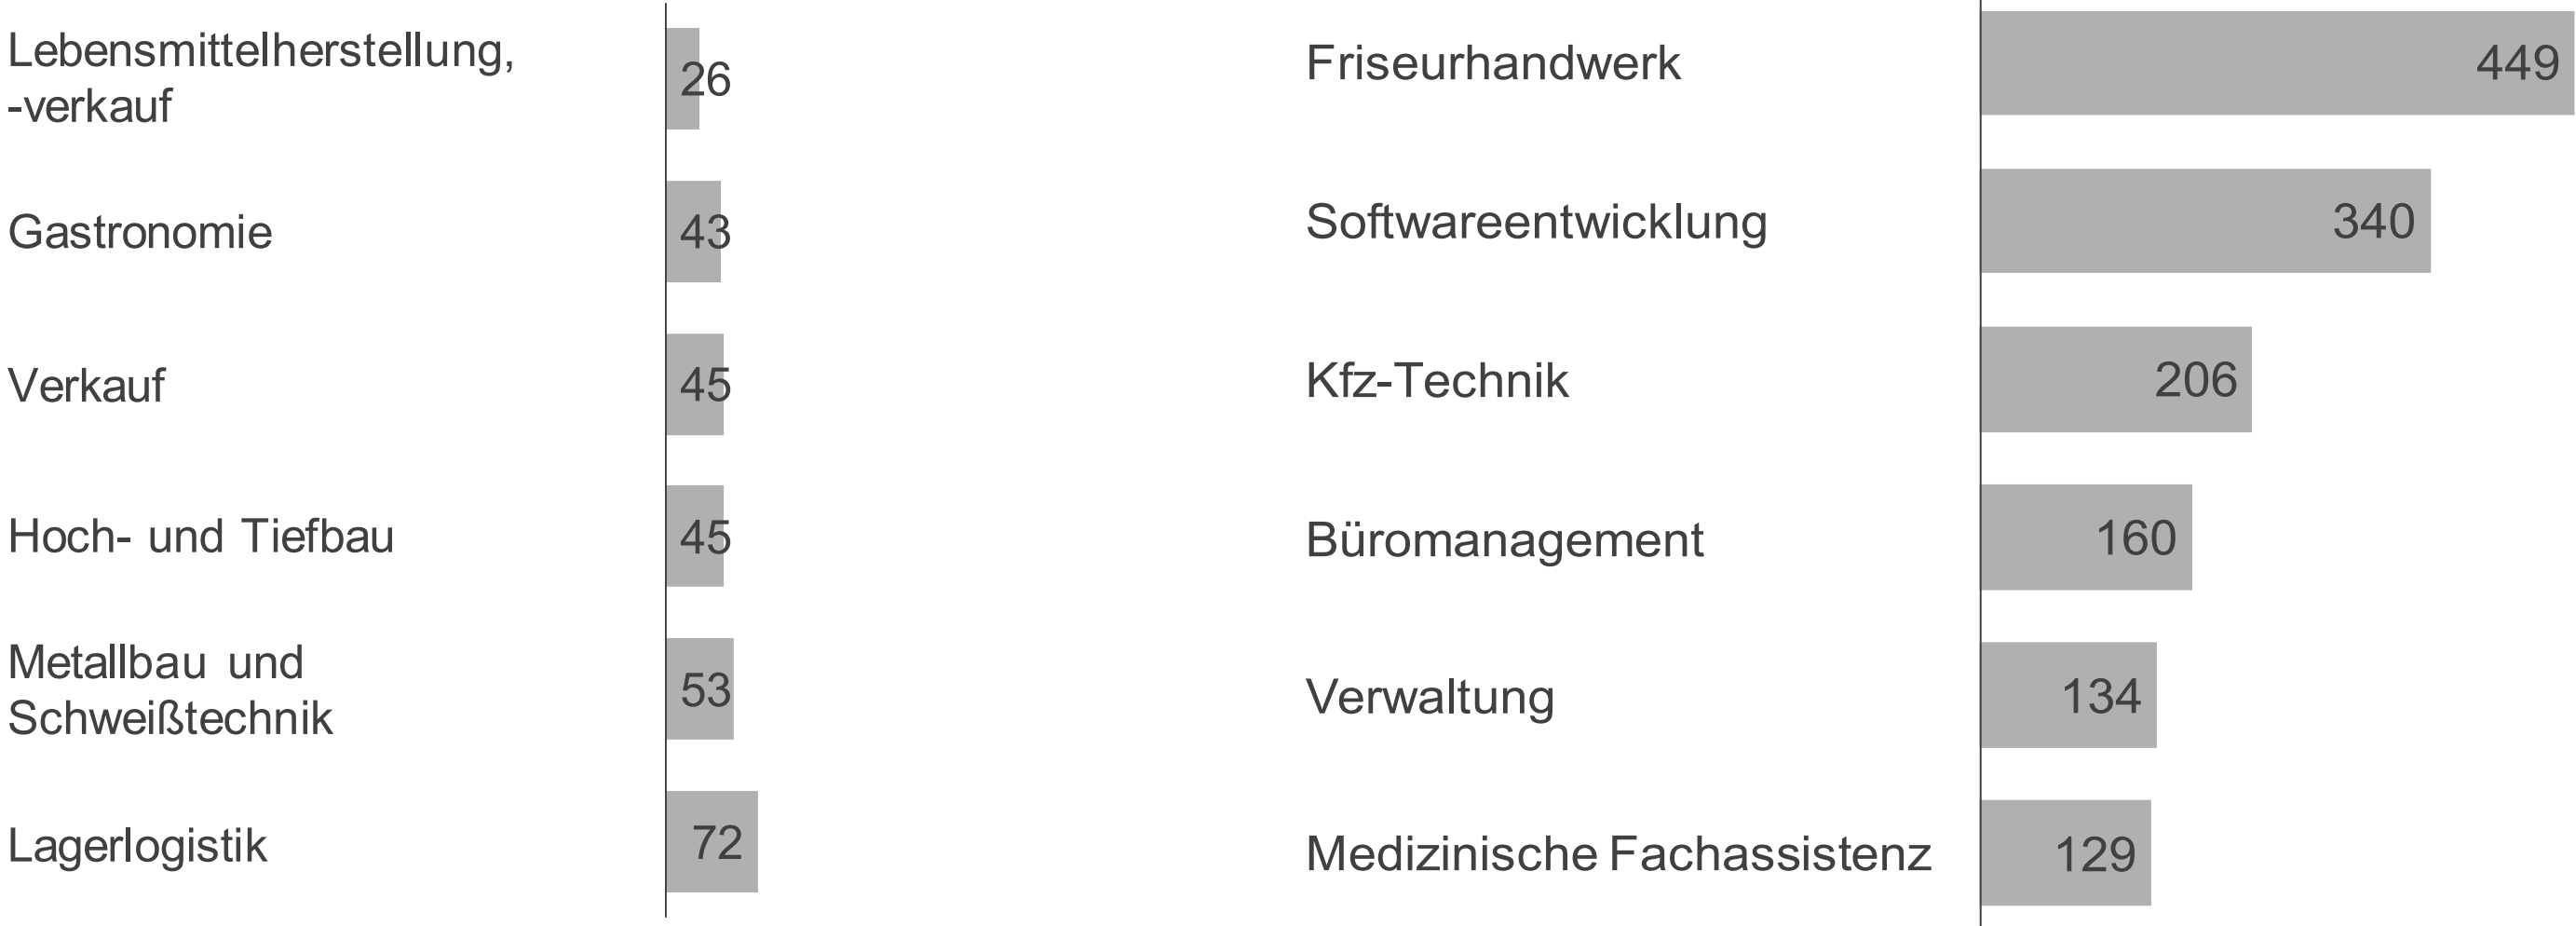 Lebensmittelherstellung,
-verkauf
26
Gastronomie
43
Verkauf
45
Hoch- und Tiefbau
45
Metallbau und
Schweißtechnik
53
Lagerlogistik
72
Friseurhandwerk
449
Softwareentwicklung
340
Kfz-Technik
206
Büromanagement
160
Verwaltung
134
Medizinische Fachassistenz
129